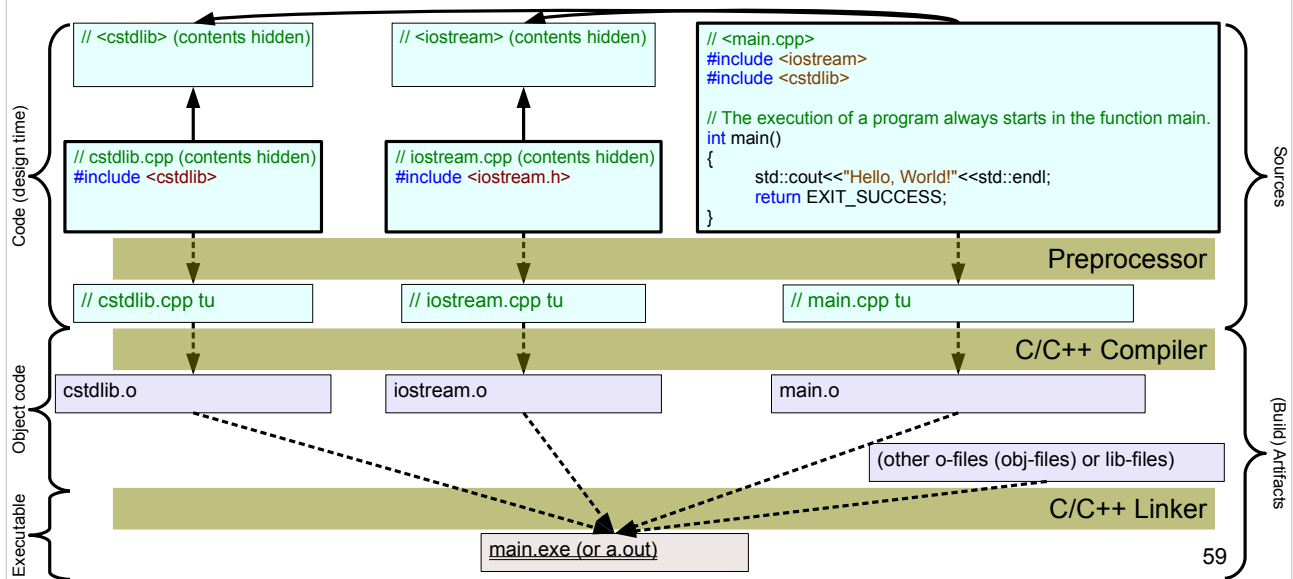 // <cstdlib> (contents hidden)
// <iostream> (contents hidden)
// <main.cpp>
#include <iostream>
#include <cstdlib>
// The execution of a program always starts in the function main.
int main()
{
std::cout<<"Hello, World!"<<std::endl;
return EXIT_SUCCESS;
}
// cstdlib.cpp (contents hidden)
#include <cstdlib>
// iostream.cpp (contents hidden)
#include <iostream.h>
Code (design time)
Sources
Preprocessor
// cstdlib.cpp tu
// iostream.cpp tu
// main.cpp tu
C/C++ Compiler
cstdlib.o
iostream.o
main.o
Object code
(Build) Artifacts
(other o-files (obj-files) or lib-files)
C/C++ Linker
Executable
main.exe (or a.out)
59